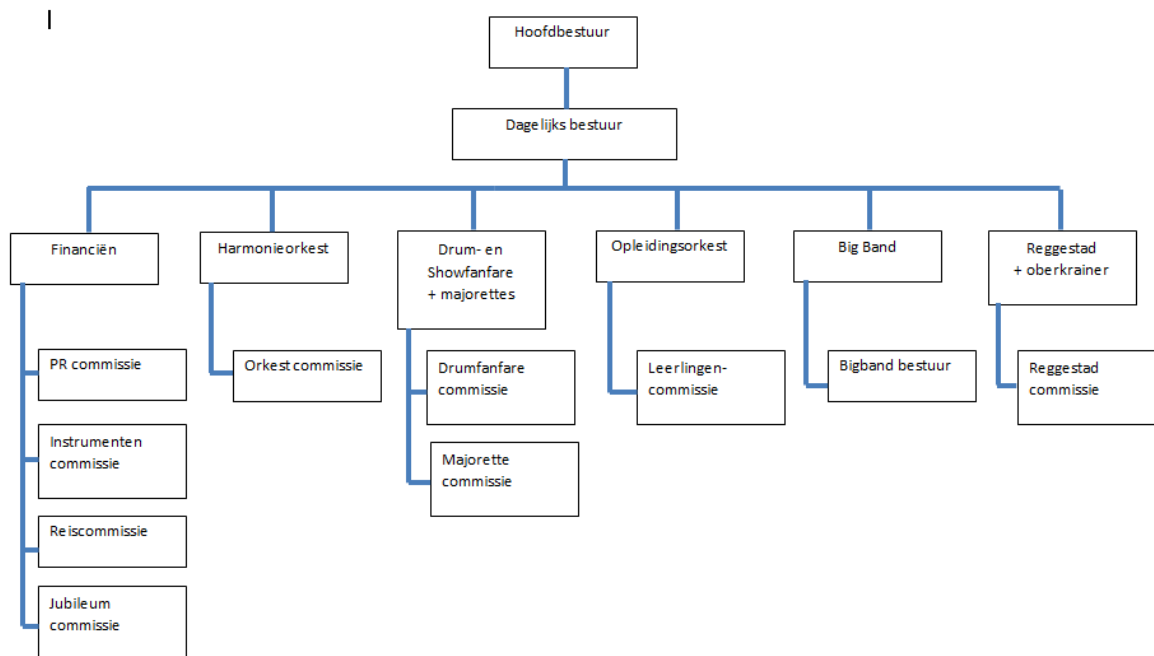 Hoofdbestuur
Dagelijks bestuur
Financiën
Harmonieorkest
Drum- en
Showfanfare
+ majorettes
Opleidingsorkest
Big Band
Reggestad
+ oberkrainer
PR commissie
Orkest commissie
Drumfanfare
commissie
Leerlingen-
commissie
Bigband bestuur
Reggestad
commissie
Instrumenten
commissie
Majorette
commissie
Reiscommissie
Jubileum
commissie